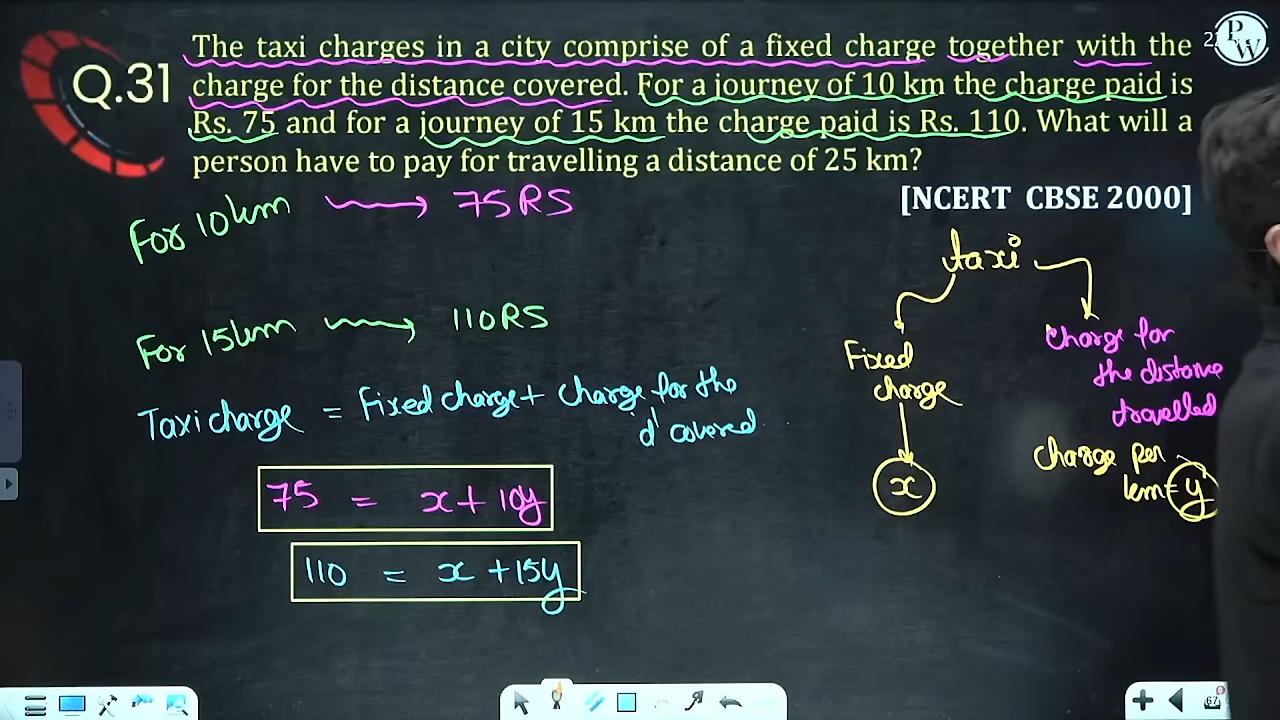 The taxi charges in a city comprise of a fixed charge together with the
Q.31
charge for the distance covered. For a journey of 10 km the charge paid is
Rs. 75 and for a journey of 15 km the charge paid is Rs. 110. What will a
person have to pay for travelling a distance of 25 km?
[NCERT CBSE 2000]
PW
For 10km → 75RS
For 15km → 110RS
Taxi charge = Fixed charge + Charge for the
'd' covered
75 = x + 10y
110 = x + 15y
taxi
Fixed
charge
x
Charge for
the distance
travelled
charge per
km = y
67